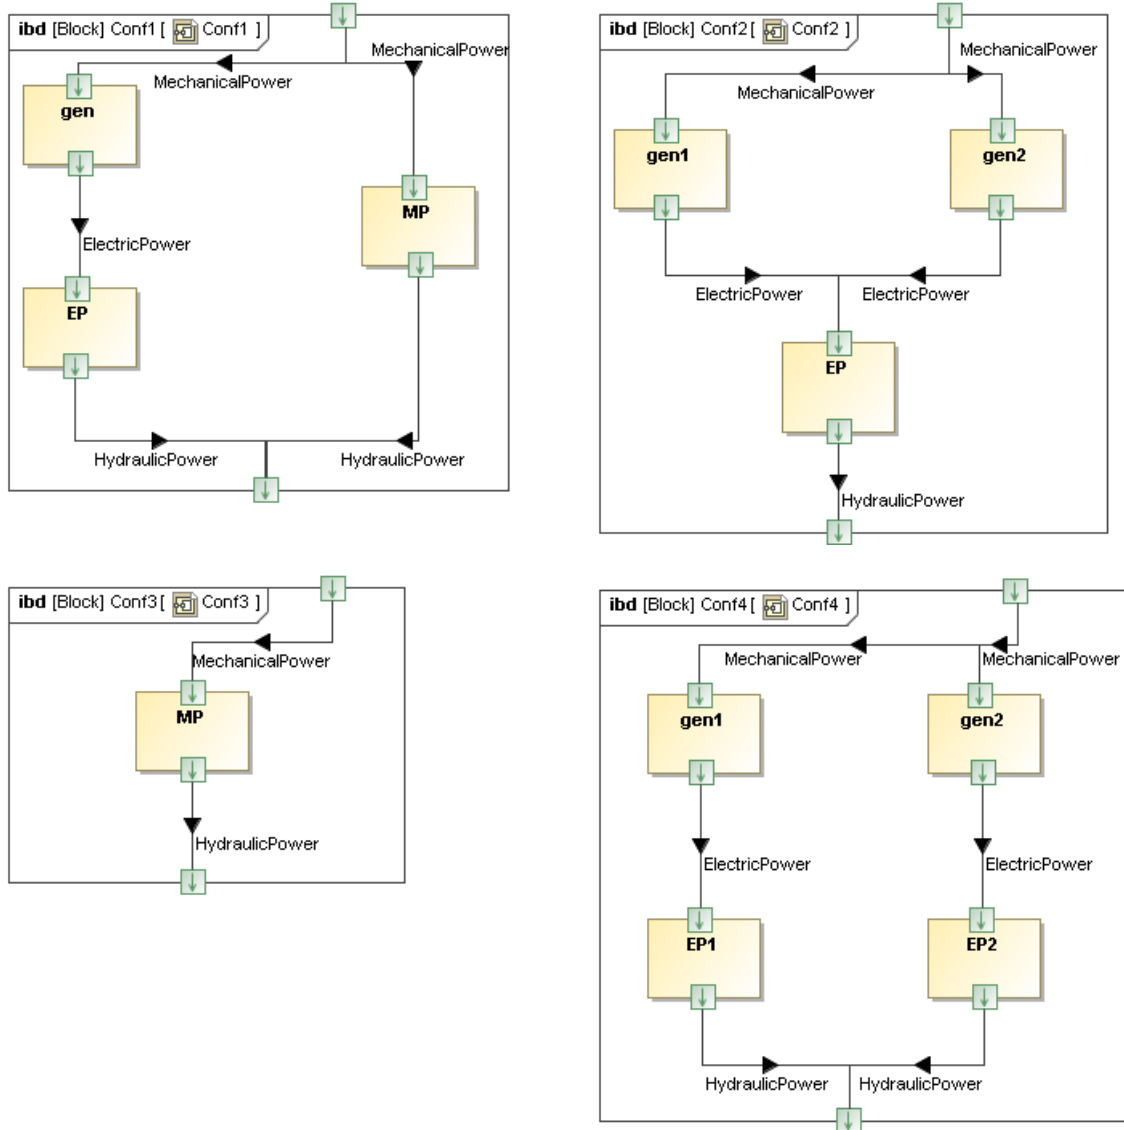 ibd [Block] Conf1 [ Conf1 ]
MechanicalPower
MechanicalPower
gen
MP
ElectricPower
EP
HydraulicPower HydraulicPower
ibd [Block] Conf2 [ Conf2 ]
MechanicalPower
MechanicalPower
gen1 gen2
ElectricPower ElectricPower
EP
HydraulicPower
ibd [Block] Conf3 [ Conf3 ]
MechanicalPower
MP
HydraulicPower
ibd [Block] Conf4 [ Conf4 ]
MechanicalPower MechanicalPower
gen1 gen2
ElectricPower ElectricPower
EP1 EP2
HydraulicPower HydraulicPower